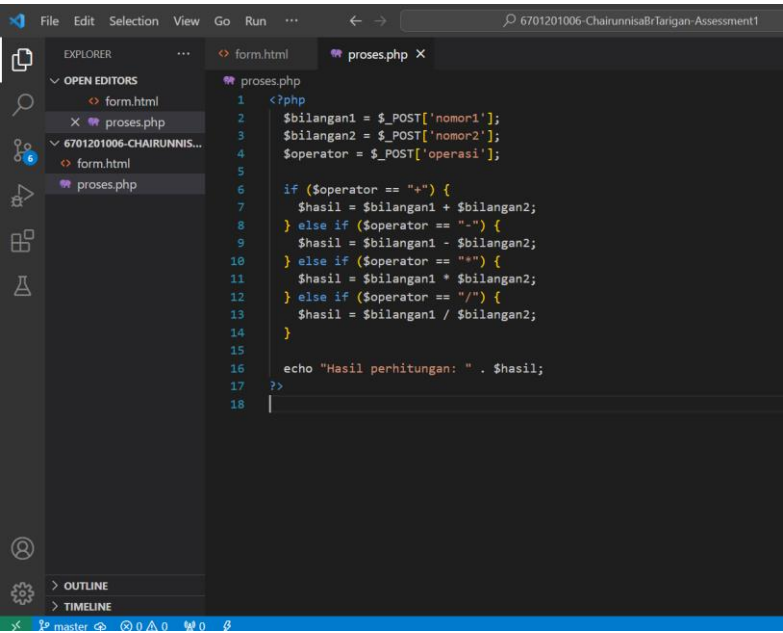 File Edit Selection View Go Run ··· ← → 6701201006-ChairunnisaBrTarigan-Assessment1
EXPLORER ···
OPEN EDITORS
form.html
proses.php
6701201006-CHAIRUNNIS...
form.html
proses.php
OUTLINE
TIMELINE
form.html proses.php
proses.php
1 <?php
2 $bilangan1 = $_POST['nomor1'];
3 $bilangan2 = $_POST['nomor2'];
4 $operator = $_POST['operasi'];
5
6 if ($operator == "+") {
7 $hasil = $bilangan1 + $bilangan2;
8 } else if ($operator == "-") {
9 $hasil = $bilangan1 - $bilangan2;
10 } else if ($operator == "*") {
11 $hasil = $bilangan1 * $bilangan2;
12 } else if ($operator == "/") {
13 $hasil = $bilangan1 / $bilangan2;
14 }
15
16 echo "Hasil perhitungan: " . $hasil;
17 ?>
18
6
master 0 0 0